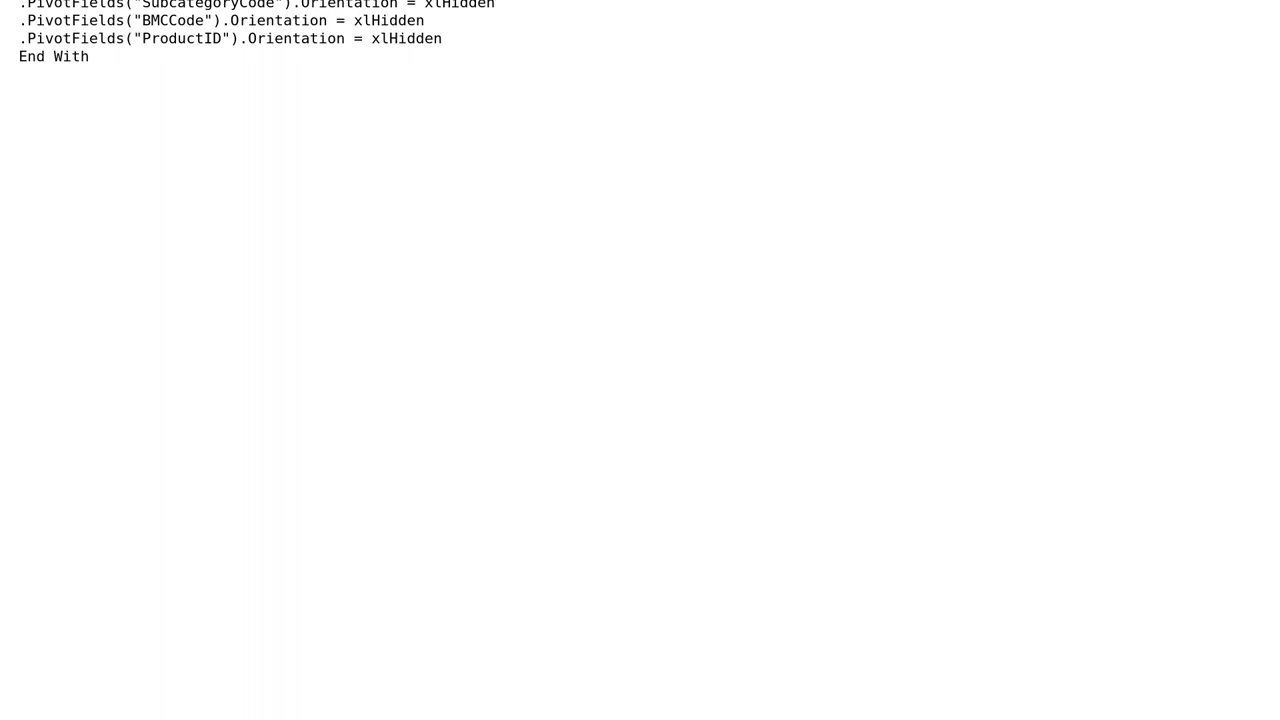 .PivotFields("SubcategoryCode").Orientation = xlHidden
.PivotFields("BMCCode").Orientation = xlHidden
.PivotFields("ProductID").Orientation = xlHidden
End With